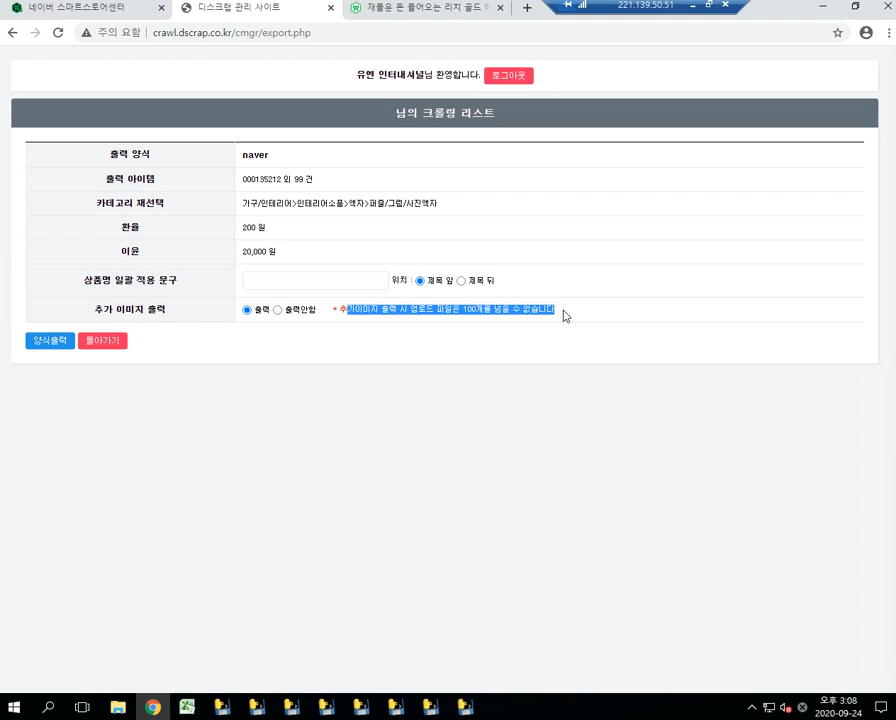 네이버 스마트스토어센터
디스크랩 관리 사이트
재물운 돈 들어오는 리치 골드
221.139.50.51
주의 요함
crawl.dscrap.co.kr/cmgr/export.php
유엔 인터내셔널님 환영합니다. 로그아웃
님의 크롤링 리스트
출력 양식 naver
출력 아이템 000135212 외 99 건
카테고리 재선택 가구/인테리어>인테리어소품>액자>퍼즐/그림/사진액자
환율 200 원
이윤 20,000 원
상품명 일괄 적용 문구 위치 : 제목 앞 제목 뒤
추가 이미지 출력 출력 출력안함 * 추가이미지 출력 시 업로드 파일은 100개를 넘을 수 없습니다
양식출력 돌아가기
오후 3:08
2020-09-24